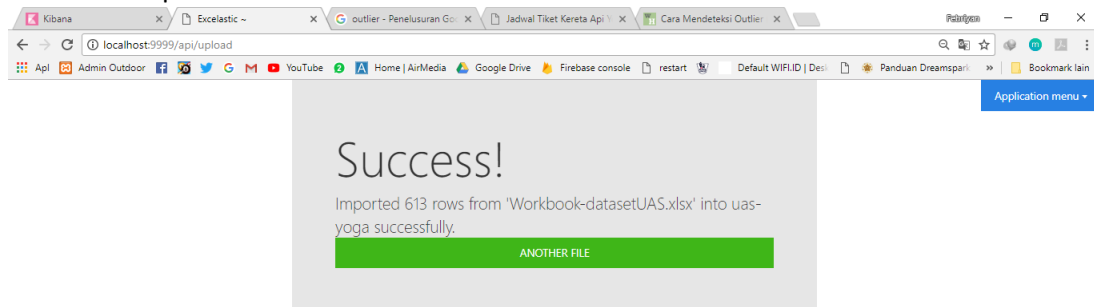 Kibana
Excelastic ~
outlier - Penelusuran Goo
Jadwal Tiket Kereta Api Y
Cara Mendeteksi Outlier
Febriyan
localhost:9999/api/upload
Apl Admin Outdoor YouTube Home | AirMedia Google Drive Firebase console restart Default WIFI.ID | Desk Panduan Dreamspark » Bookmark lain
Application menu
Success!
Imported 613 rows from 'Workbook-datasetUAS.xlsx' into uas-
yoga successfully.
ANOTHER FILE